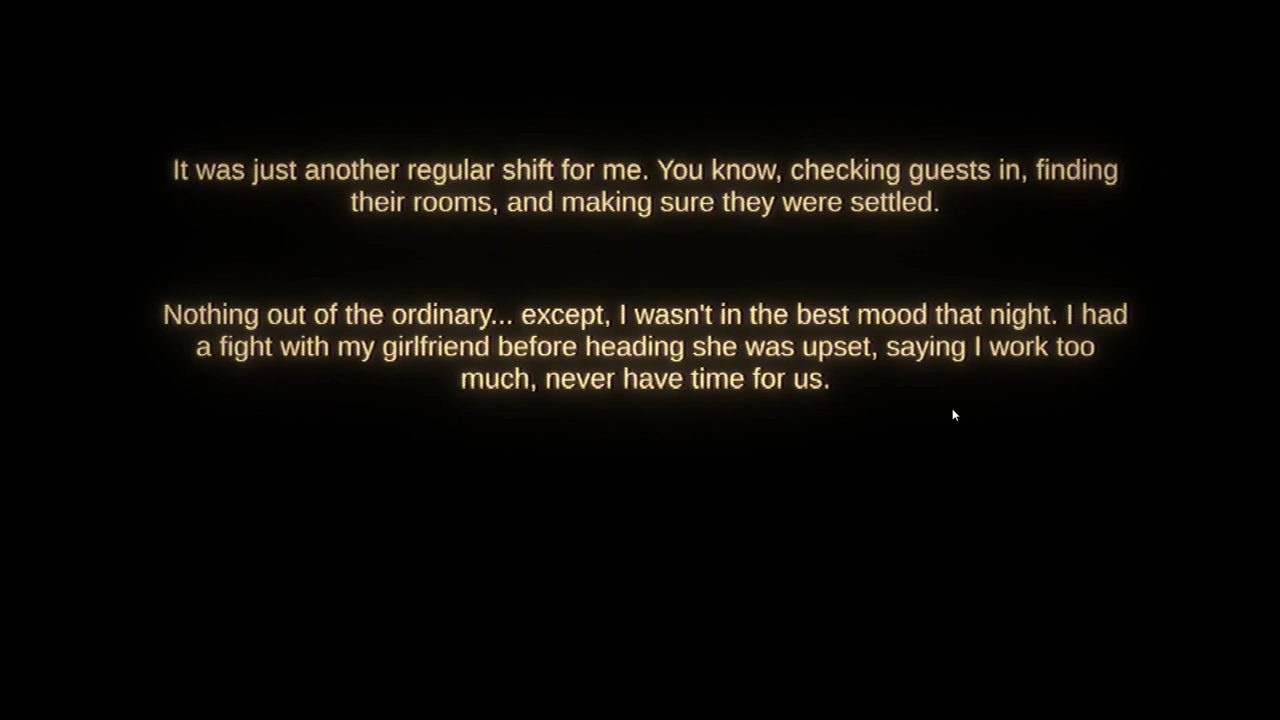 It was just another regular shift for me. You know, checking guests in, finding
their rooms, and making sure they were settled.
Nothing out of the ordinary... except, I wasn't in the best mood that night. I had
a fight with my girlfriend before heading she was upset, saying I work too
much, never have time for us.